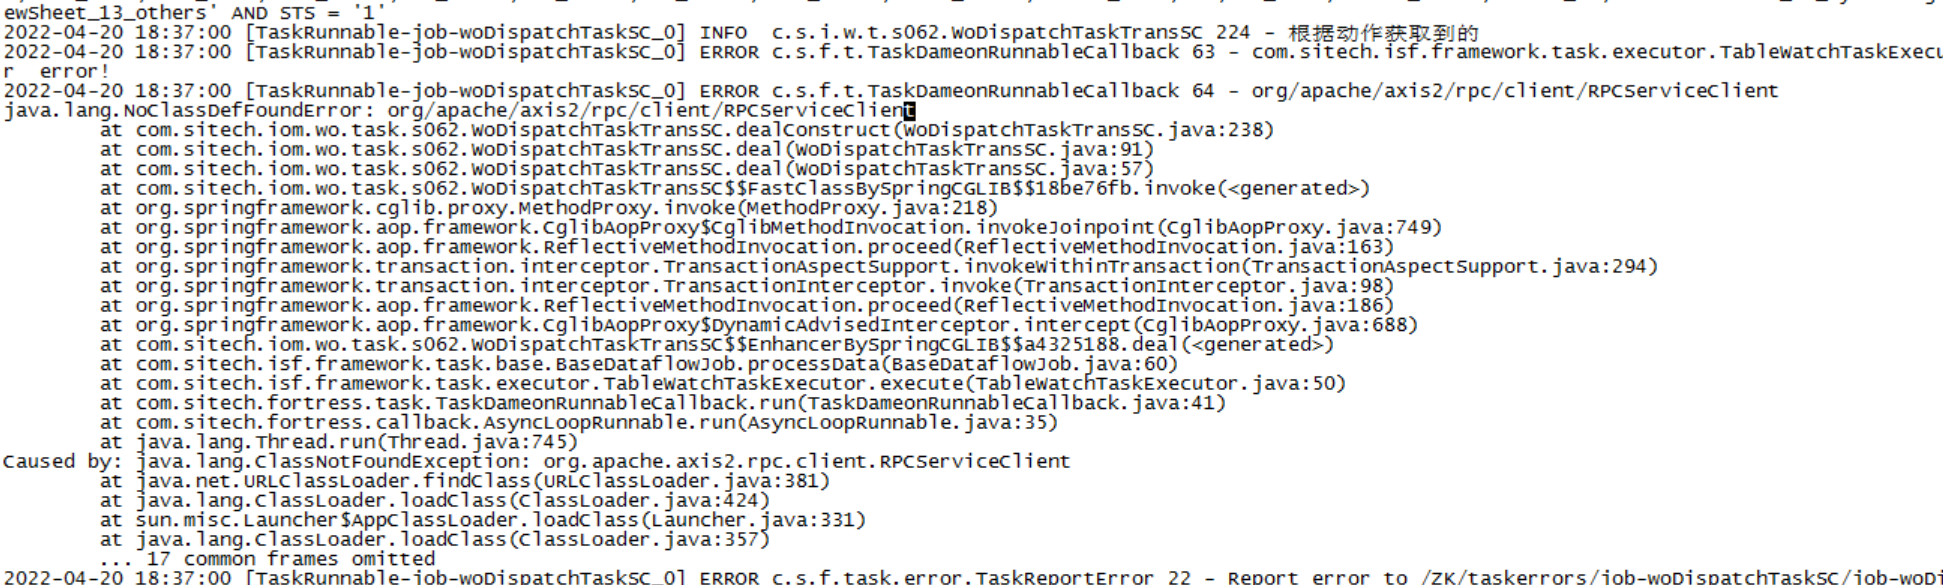 ewSheet_13_others' AND STS = '1'
2022-04-20 18:37:00 [TaskRunnable-job-woDispatchTaskSC_0] INFO  c.s.i.w.t.s062.WoDispatchTaskTransSC 224 - 根据动作获取到的
2022-04-20 18:37:00 [TaskRunnable-job-woDispatchTaskSC_0] ERROR c.s.f.t.TaskDameonRunnableCallback 63 - com.sitech.isf.framework.task.executor.TableWatchTaskExecu
r  error!
2022-04-20 18:37:00 [TaskRunnable-job-woDispatchTaskSC_0] ERROR c.s.f.t.TaskDameonRunnableCallback 64 - org/apache/axis2/rpc/client/RPCServiceClient
java.lang.NoClassDefFoundError: org/apache/axis2/rpc/client/RPCServiceClient
        at com.sitech.iom.wo.task.s062.WoDispatchTaskTransSC.dealConstruct(WoDispatchTaskTransSC.java:238)
        at com.sitech.iom.wo.task.s062.WoDispatchTaskTransSC.deal(WoDispatchTaskTransSC.java:91)
        at com.sitech.iom.wo.task.s062.WoDispatchTaskTransSC.deal(WoDispatchTaskTransSC.java:57)
        at com.sitech.iom.wo.task.s062.WoDispatchTaskTransSC$$FastClassBySpringCGLIB$$18be76fb.invoke(<generated>)
        at org.springframework.cglib.proxy.MethodProxy.invoke(MethodProxy.java:218)
        at org.springframework.aop.framework.CglibAopProxy$CglibMethodInvocation.invokeJoinpoint(CglibAopProxy.java:749)
        at org.springframework.aop.framework.ReflectiveMethodInvocation.proceed(ReflectiveMethodInvocation.java:163)
        at org.springframework.transaction.interceptor.TransactionAspectSupport.invokeWithinTransaction(TransactionAspectSupport.java:294)
        at org.springframework.transaction.interceptor.TransactionInterceptor.invoke(TransactionInterceptor.java:98)
        at org.springframework.aop.framework.ReflectiveMethodInvocation.proceed(ReflectiveMethodInvocation.java:186)
        at org.springframework.aop.framework.CglibAopProxy$DynamicAdvisedInterceptor.intercept(CglibAopProxy.java:688)
        at com.sitech.iom.wo.task.s062.WoDispatchTaskTransSC$$EnhancerBySpringCGLIB$$a4325188.deal(<generated>)
        at com.sitech.isf.framework.task.base.BaseDataflowJob.processData(BaseDataflowJob.java:60)
        at com.sitech.isf.framework.task.executor.TableWatchTaskExecutor.execute(TableWatchTaskExecutor.java:50)
        at com.sitech.fortress.task.TaskDameonRunnableCallback.run(TaskDameonRunnableCallback.java:41)
        at com.sitech.fortress.callback.AsyncLoopRunnable.run(AsyncLoopRunnable.java:35)
        at java.lang.Thread.run(Thread.java:745)
Caused by: java.lang.ClassNotFoundException: org.apache.axis2.rpc.client.RPCServiceClient
        at java.net.URLClassLoader.findClass(URLClassLoader.java:381)
        at java.lang.ClassLoader.loadClass(ClassLoader.java:424)
        at sun.misc.Launcher$AppClassLoader.loadClass(Launcher.java:331)
        at java.lang.ClassLoader.loadClass(ClassLoader.java:357)
        ... 17 common frames omitted
2022-04-20 18:37:00 [TaskRunnable-job-woDispatchTaskSC_0] ERROR c.s.f.task.error.TaskReportError 22 - Report error to /ZK/taskerrors/job-woDispatchTaskSC/job-woDi